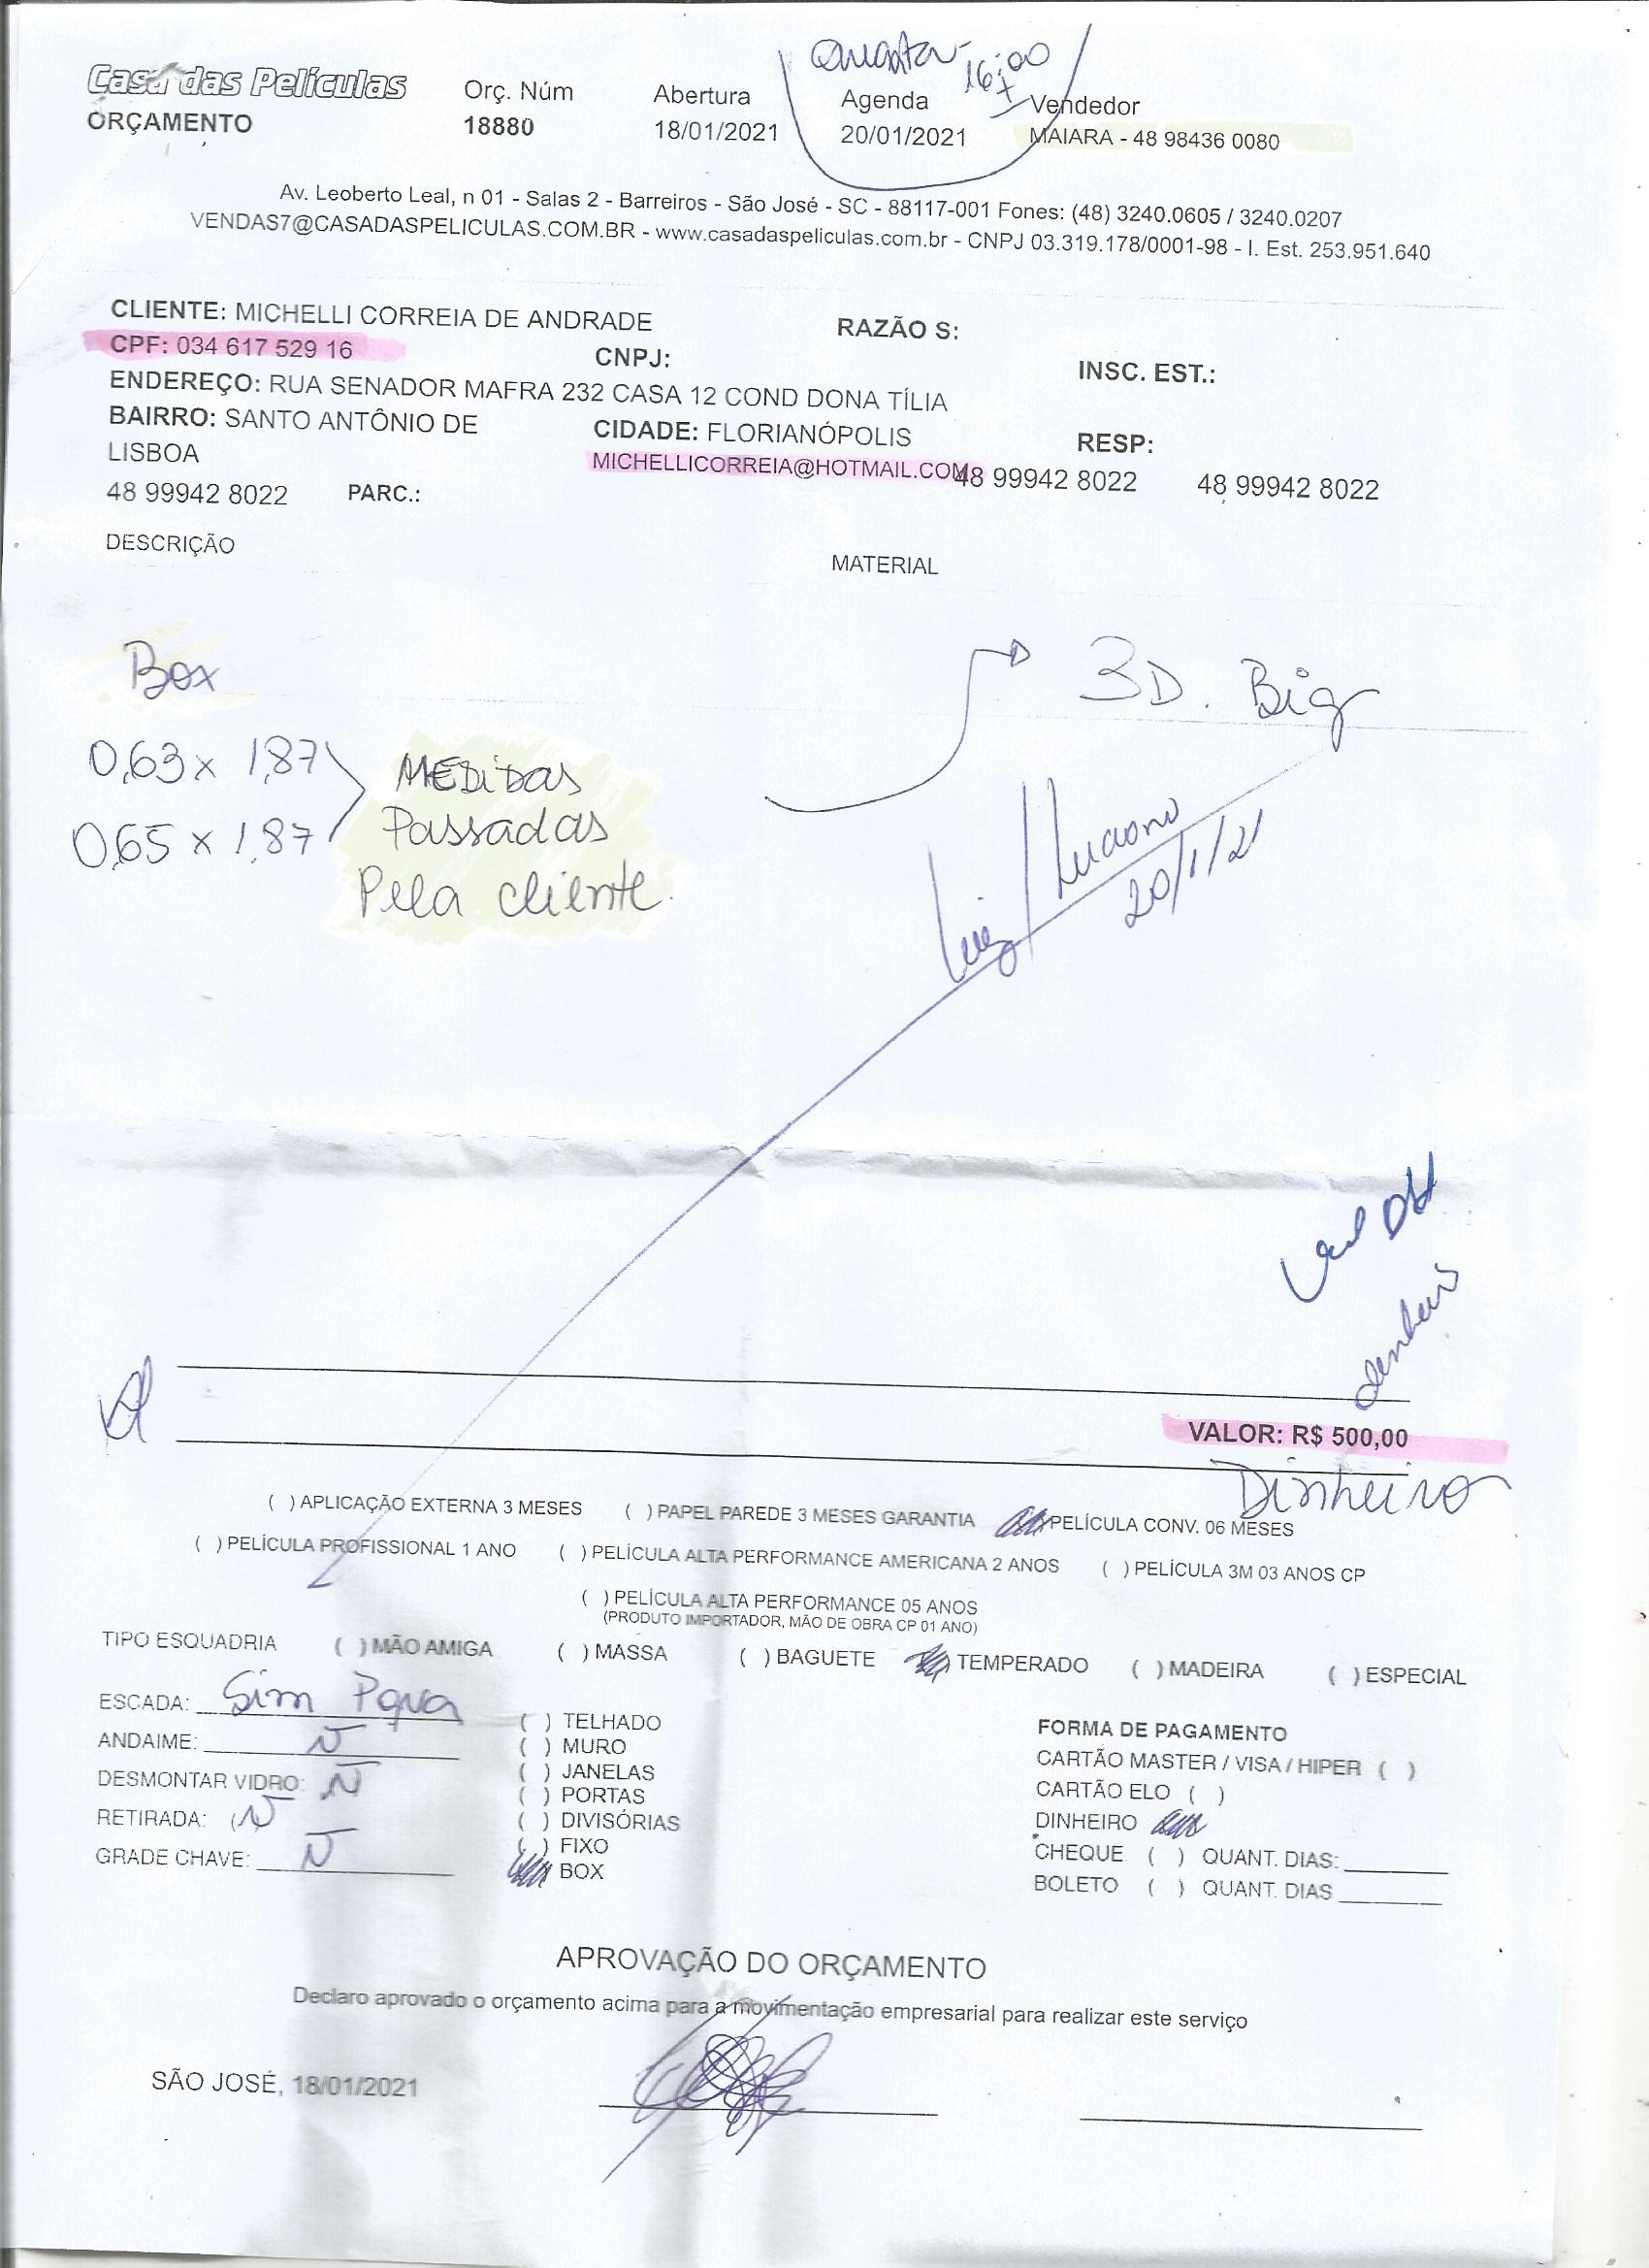 Quarta - 16:00
Casa das Películas
ORÇAMENTO
Orç. Núm
18880
Abertura
18/01/2021
Agenda
20/01/2021
Vendedor
MAIARA - 48 98436 0080
Av. Leoberto Leal, n 01 - Salas 2 - Barreiros - São José - SC - 88117-001 Fones: (48) 3240.0605 / 3240.0207
VENDAS7@CASADASPELICULAS.COM.BR - www.casadaspeliculas.com.br - CNPJ 03.319.178/0001-98 - I. Est. 253.951.640
CLIENTE: MICHELLI CORREIA DE ANDRADE
RAZÃO S:
CPF: 034 617 529 16
CNPJ:
INSC. EST.:
ENDEREÇO: RUA SENADOR MAFRA 232 CASA 12 COND DONA TÍLIA
BAIRRO: SANTO ANTÔNIO DE
LISBOA
CIDADE: FLORIANÓPOLIS
RESP:
MICHELLICORREIA@HOTMAIL.COM
48 99942 8022
48 99942 8022
48 99942 8022
PARC.:
DESCRIÇÃO
MATERIAL
Box
3D. Big
0,63 x 1,87
0,65 x 1,87
MEDIDAS
Passadas
Pela cliente.
Luiz / Luciano
20/1/21
VALOR: R$ 500,00
Dinheiro
( ) APLICAÇÃO EXTERNA 3 MESES ( ) PAPEL PAREDE 3 MESES GARANTIA PELÍCULA CONV. 06 MESES
( ) PELÍCULA PROFISSIONAL 1 ANO ( ) PELÍCULA ALTA PERFORMANCE AMERICANA 2 ANOS ( ) PELÍCULA 3M 03 ANOS CP
( ) PELÍCULA ALTA PERFORMANCE 05 ANOS
(PRODUTO IMPORTADOR, MÃO DE OBRA CP 01 ANO)
TIPO ESQUADRIA ( ) MÃO AMIGA ( ) MASSA ( ) BAGUETE TEMPERADO ( ) MADEIRA ( ) ESPECIAL
ESCADA: Sim Pqna
ANDAIME: N
DESMONTAR VIDRO: N
RETIRADA: ( N
GRADE CHAVE: N
( ) TELHADO
( ) MURO
( ) JANELAS
( ) PORTAS
( ) DIVISÓRIAS
( ) FIXO
BOX
FORMA DE PAGAMENTO
CARTÃO MASTER / VISA / HIPER ( )
CARTÃO ELO ( )
DINHEIRO
CHEQUE ( ) QUANT. DIAS:
BOLETO ( ) QUANT. DIAS
APROVAÇÃO DO ORÇAMENTO
Declaro aprovado o orçamento acima para a movimentação empresarial para realizar este serviço
SÃO JOSÉ, 18/01/2021